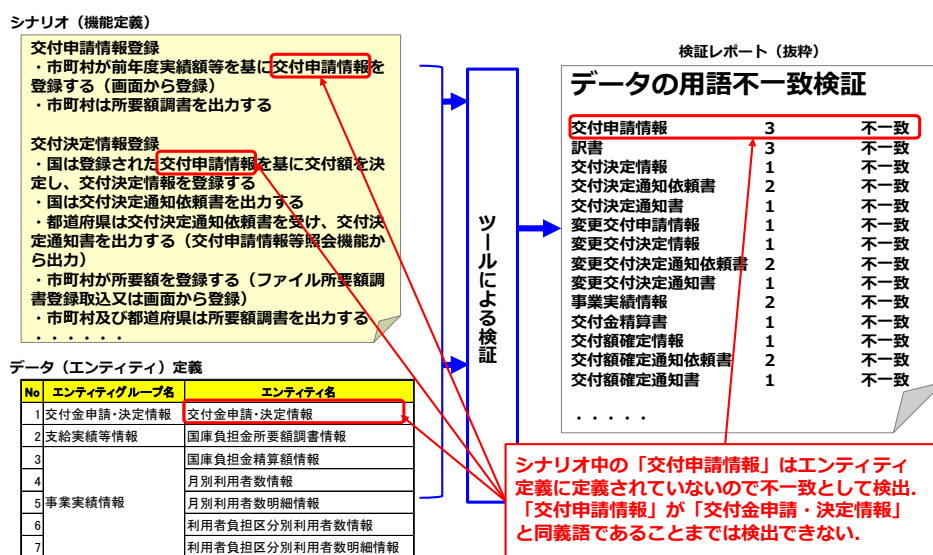 シナリオ（機能定義）
交付申請情報登録
・市町村が前年度実績額等を基に交付申請情報を
登録する（画面から登録）
・市町村は所要額調書を出力する
交付決定情報登録
・国は登録された交付申請情報を基に交付額を決
定し、交付決定情報を登録する
・国は交付決定通知依頼書を出力する
・都道府県は交付決定通知依頼書を受け、交付決
定通知書を出力する（交付申請情報等照会機能か
ら出力）
・市町村が所要額を登録する（ファイル所要額調
書登録取込又は画面から登録）
・市町村及び都道府県は所要額調書を出力する
・・・・・・
データ（エンティティ）定義
No エンティティグループ名 エンティティ名
1 交付金申請・決定情報 交付金申請・決定情報
2 支給実績等情報 国庫負担金所要額調書情報
3 国庫負担金精算額情報
4 月別利用者数情報
5 事業実績情報 月別利用者数明細情報
6 利用者負担区分別利用者数情報
7 利用者負担区分別利用者数明細情報
ツールによる検証
検証レポート（抜粋）
データの用語不一致検証
交付申請情報 3 不一致
訳書 3 不一致
交付決定情報 1 不一致
交付決定通知依頼書 2 不一致
交付決定通知書 1 不一致
変更交付申請情報 1 不一致
変更交付決定情報 1 不一致
変更交付決定通知依頼書 2 不一致
変更交付決定通知書 1 不一致
事業実績情報 2 不一致
交付金精算書 1 不一致
交付額確定情報 1 不一致
交付額確定通知依頼書 2 不一致
交付額確定通知書 1 不一致
・・・・・
シナリオ中の「交付申請情報」はエンティティ
定義に定義されていないので不一致として検出．
「交付申請情報」が「交付金申請・決定情報」
と同義語であることまでは検出できない．